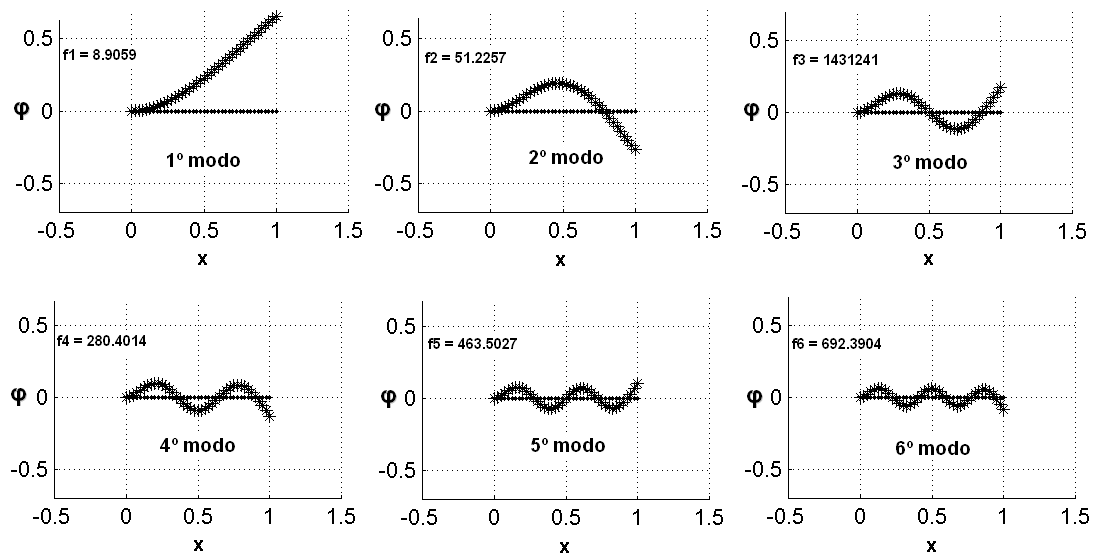 0.5
f1 = 8.9059
φ
0
1º modo
-0.5
-0.5 0 0.5 1 1.5
x
0.5
f2 = 51.2257
φ
0
2º modo
-0.5
-0.5 0 0.5 1 1.5
x
0.5
f3 = 1431241
φ
0
3º modo
-0.5
-0.5 0 0.5 1 1.5
x
0.5
f4 = 280.4014
φ
0
4º modo
-0.5
-0.5 0 0.5 1 1.5
x
0.5
f5 = 463.5027
φ
0
5º modo
-0.5
-0.5 0 0.5 1 1.5
x
0.5
f6 = 692.3904
φ
0
6º modo
-0.5
-0.5 0 0.5 1 1.5
x